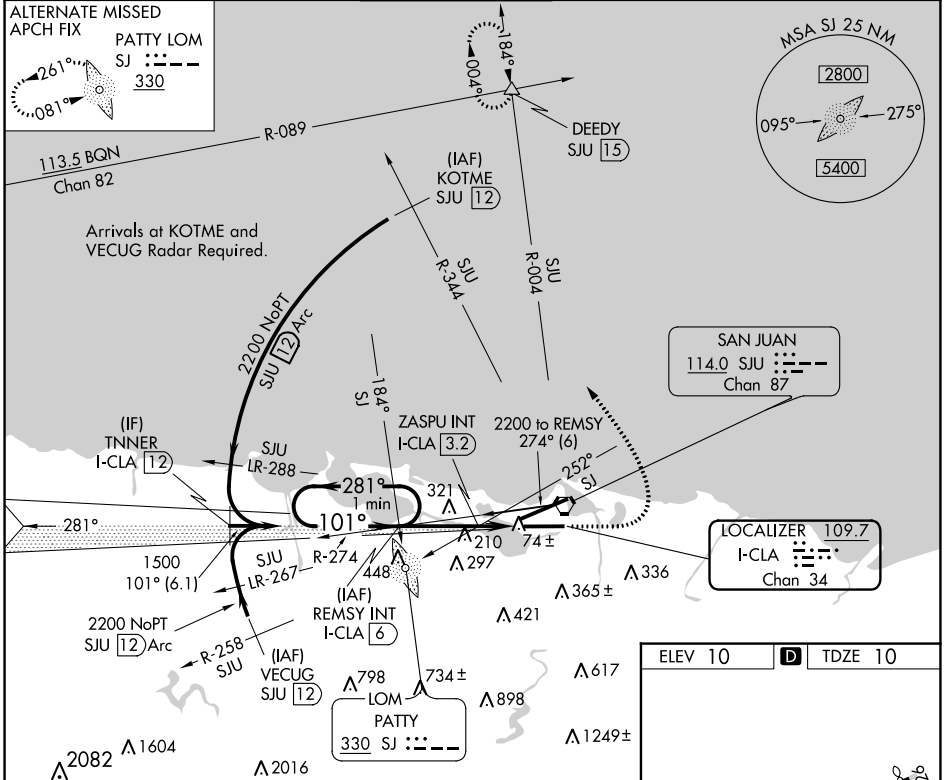 ALTERNATE MISSED
APCH FIX
PATTY LOM
SJ
330
261°
081°
184°
004°
MSA SJ 25 NM
2800
095°
275°
5400
R-089
DEEDY
SJU 15
113.5 BQN
Chan 82
(IAF)
KOTME
SJU 12
Arrivals at KOTME and
VECUG Radar Required.
SJU
R-344
SJU
R-004
2200 NoPT
SJU 12 Arc
SAN JUAN
114.0 SJU
Chan 87
184°
SJ
(IF)
TNNER
I-CLA 12
ZASPU INT
I-CLA 3.2
2200 to REMSY
274° (6)
SJU
LR-288
252°
SJ
281°
1 min
101°
321
281°
210
74±
LOCALIZER 109.7
I-CLA
Chan 34
1500
101° (6.1)
SJU
LR-267
R-274
448
297
336
365±
(IAF)
REMSY INT
I-CLA 6
421
2200 NoPT
SJU 12 Arc
R-258
SJU
(IAF)
VECUG
SJU 12
ELEV 10
D
TDZE 10
617
798
734±
898
LOM
PATTY
330 SJ
1249±
2082
1604
2016